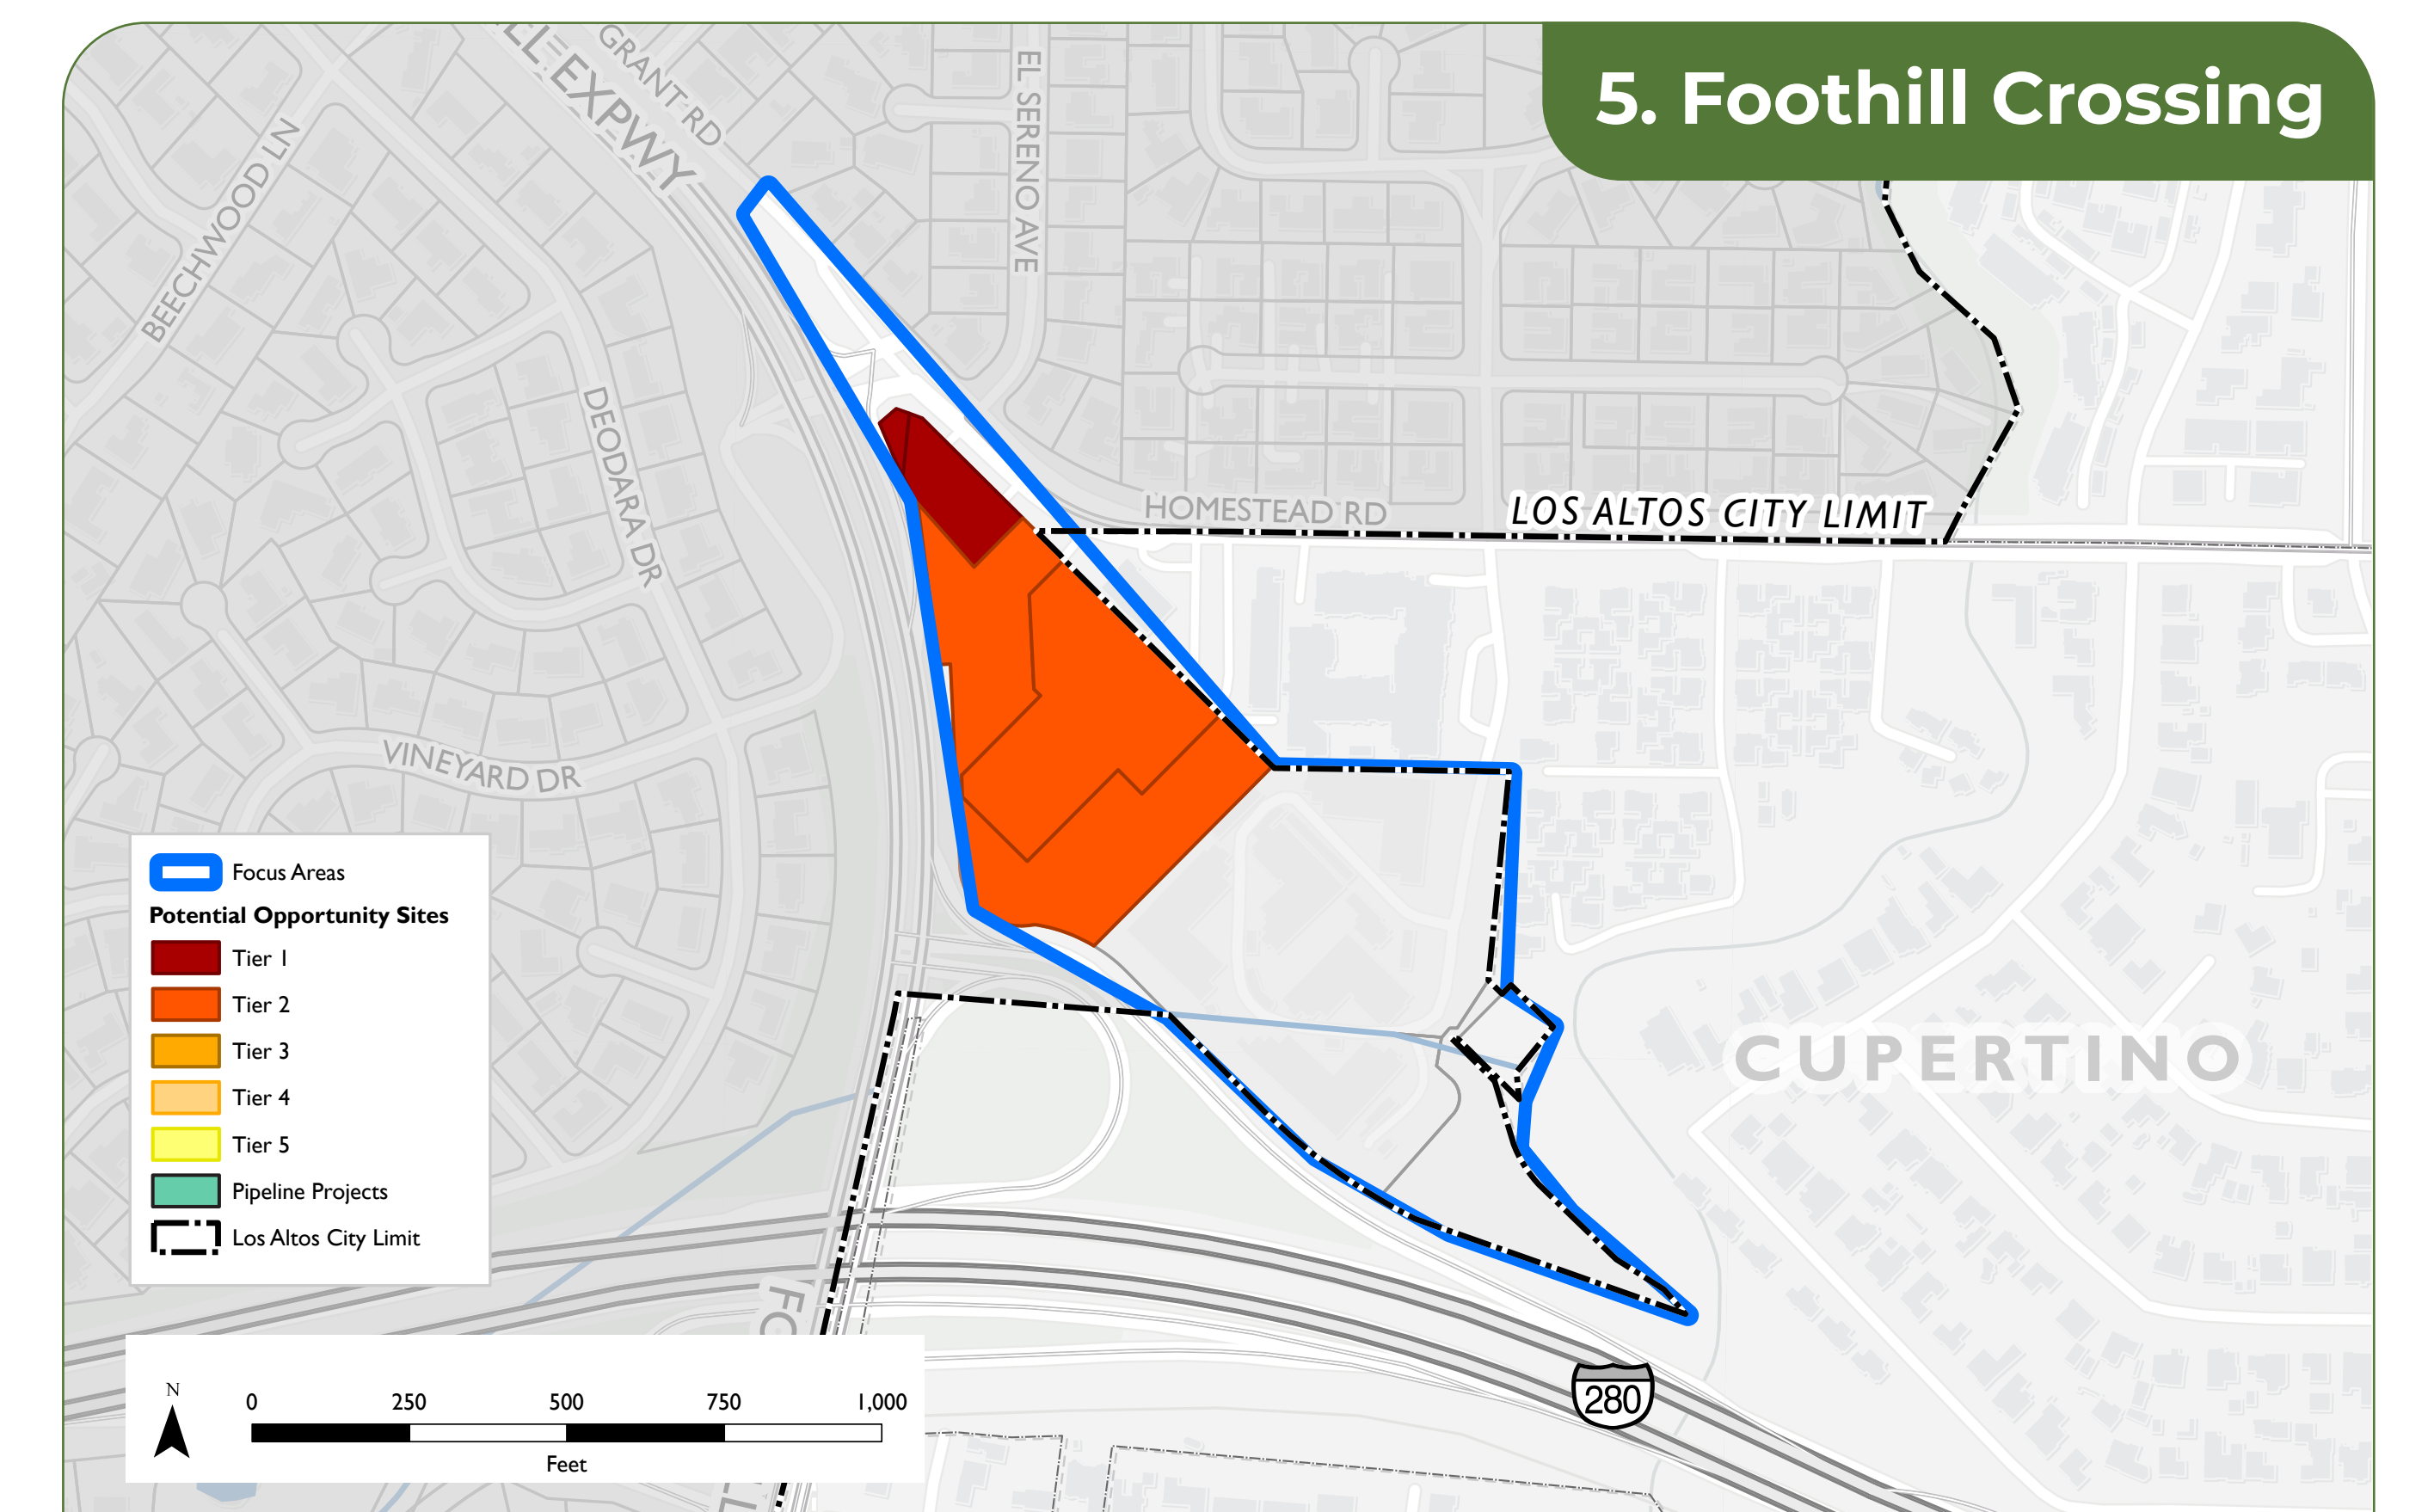 5. Foothill Crossing
LL EXPWY
GRANT RD
EL SERENO AVE
BEECHWOOD LN
DEODARA DR
HOMESTEAD RD
LOS ALTOS CITY LIMIT
VINEYARD DR
CUPERTINO
Focus Areas
Potential Opportunity Sites
Tier 1
Tier 2
Tier 3
Tier 4
Tier 5
Pipeline Projects
Los Altos City Limit
FO
N
0 250 500 750 1,000
Feet
280